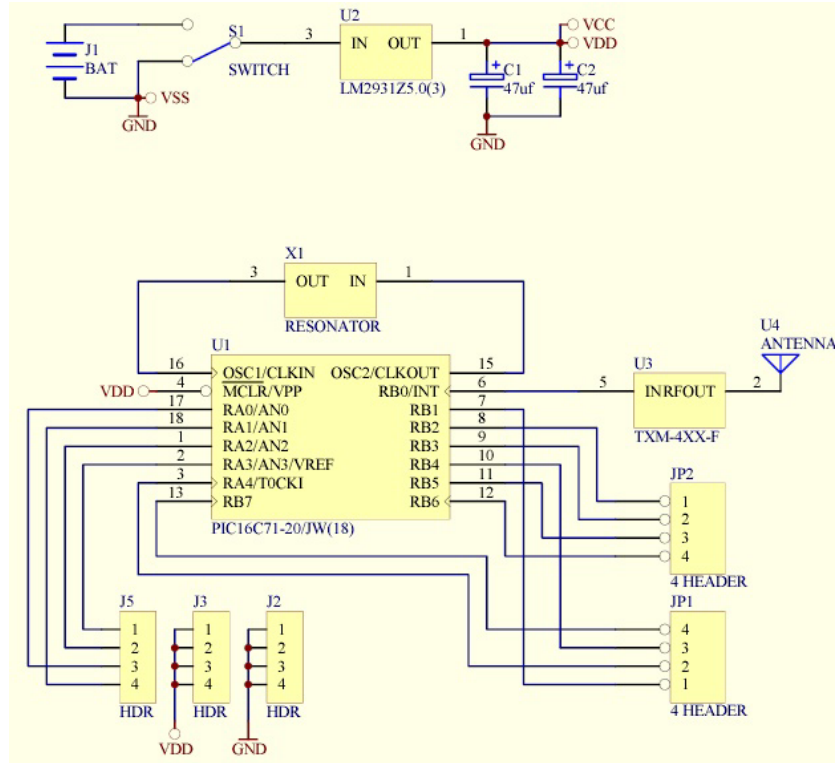 U2
S1
VCC
3
IN OUT
1
VDD
J1
BAT
SWITCH
C1
C2
LM2931Z5.0(3)
47uf
47uf
VSS
GND
GND
X1
3
OUT IN
1
RESONATOR
U1
U4
ANTENNA
16
OSC1/CLKIN OSC2/CLKOUT
15
U3
VDD
4
MCLR/VPP RB0/INT
6
5
INRFOUT
2
17
RA0/AN0 RB1
7
18
RA1/AN1 RB2
8
TXM-4XX-F
1
RA2/AN2 RB3
9
2
RA3/AN3/VREF RB4
10
3
RA4/T0CKI RB5
11
13
RB7 RB6
12
PIC16C71-20/JW(18)
JP2
1
2
3
4
4 HEADER
JP1
4
3
2
1
4 HEADER
J5
1
2
3
4
HDR
J3
1
2
3
4
HDR
VDD
J2
1
2
3
4
HDR
GND